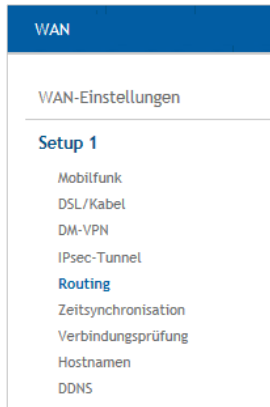 WAN
WAN-Einstellungen
Setup 1
Mobilfunk
DSL/Kabel
DM-VPN
IPsec-Tunnel
Routing
Zeitsynchronisation
Verbindungsprüfung
Hostnamen
DDNS